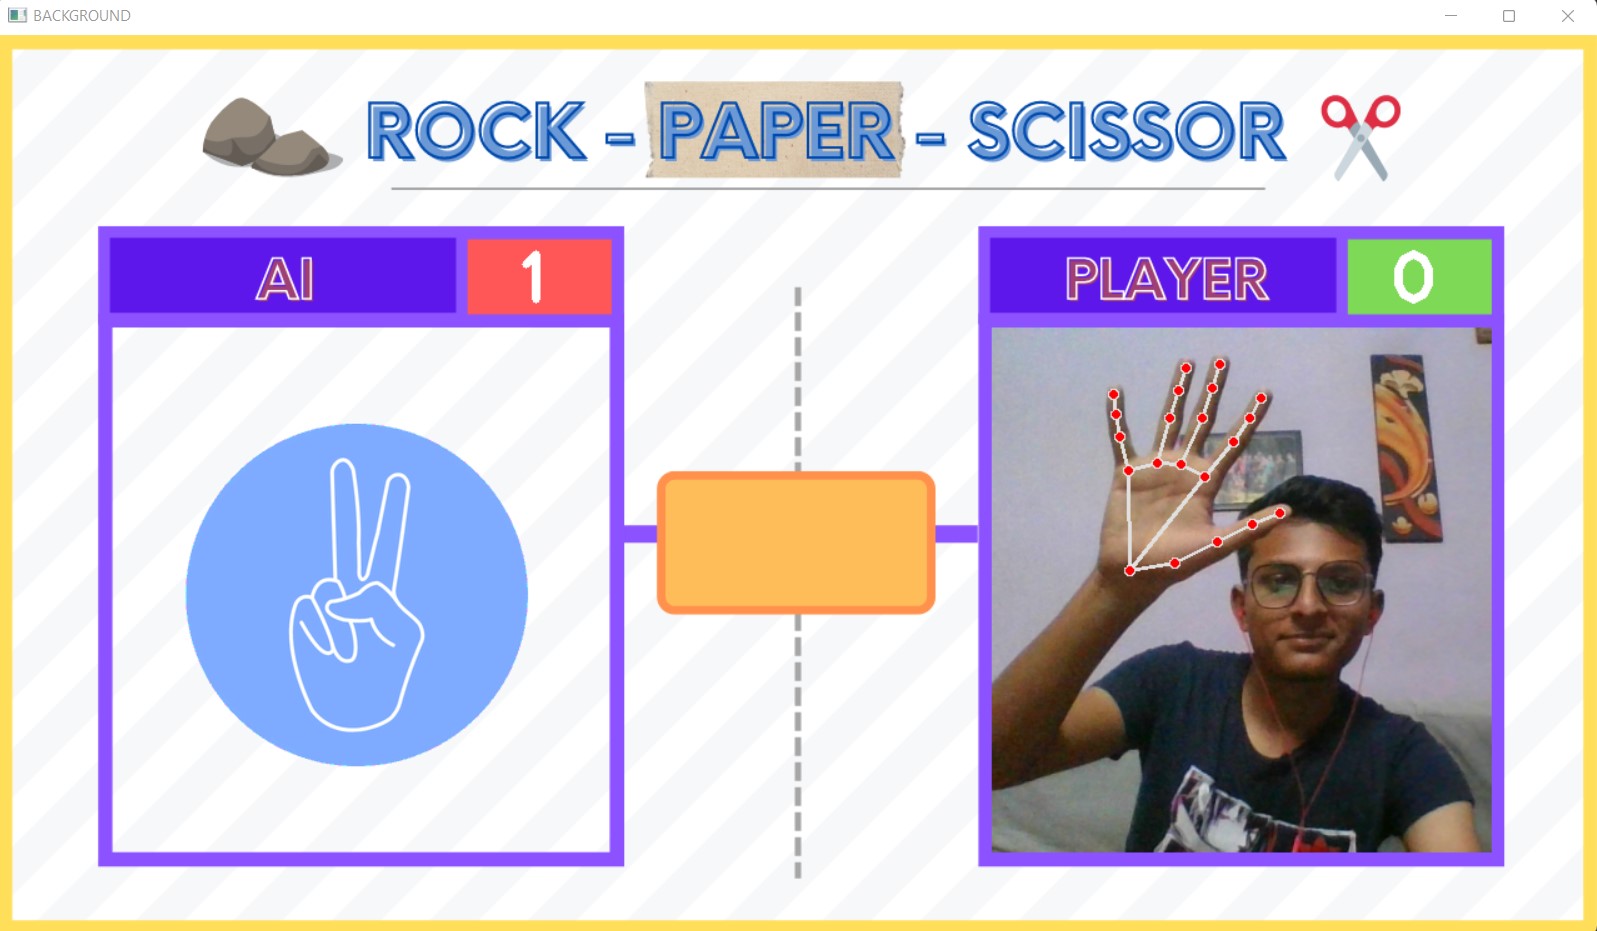 BACKGROUND
ROCK - PAPER - SCISSOR
AI 1
PLAYER 0